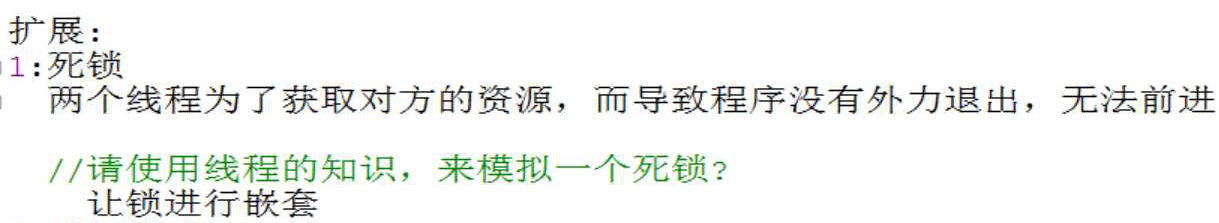 扩展:
1:死锁
两个线程为了获取对方的资源，而导致程序没有外力退出，无法前进
//请使用线程的知识，来模拟一个死锁?
让锁进行嵌套